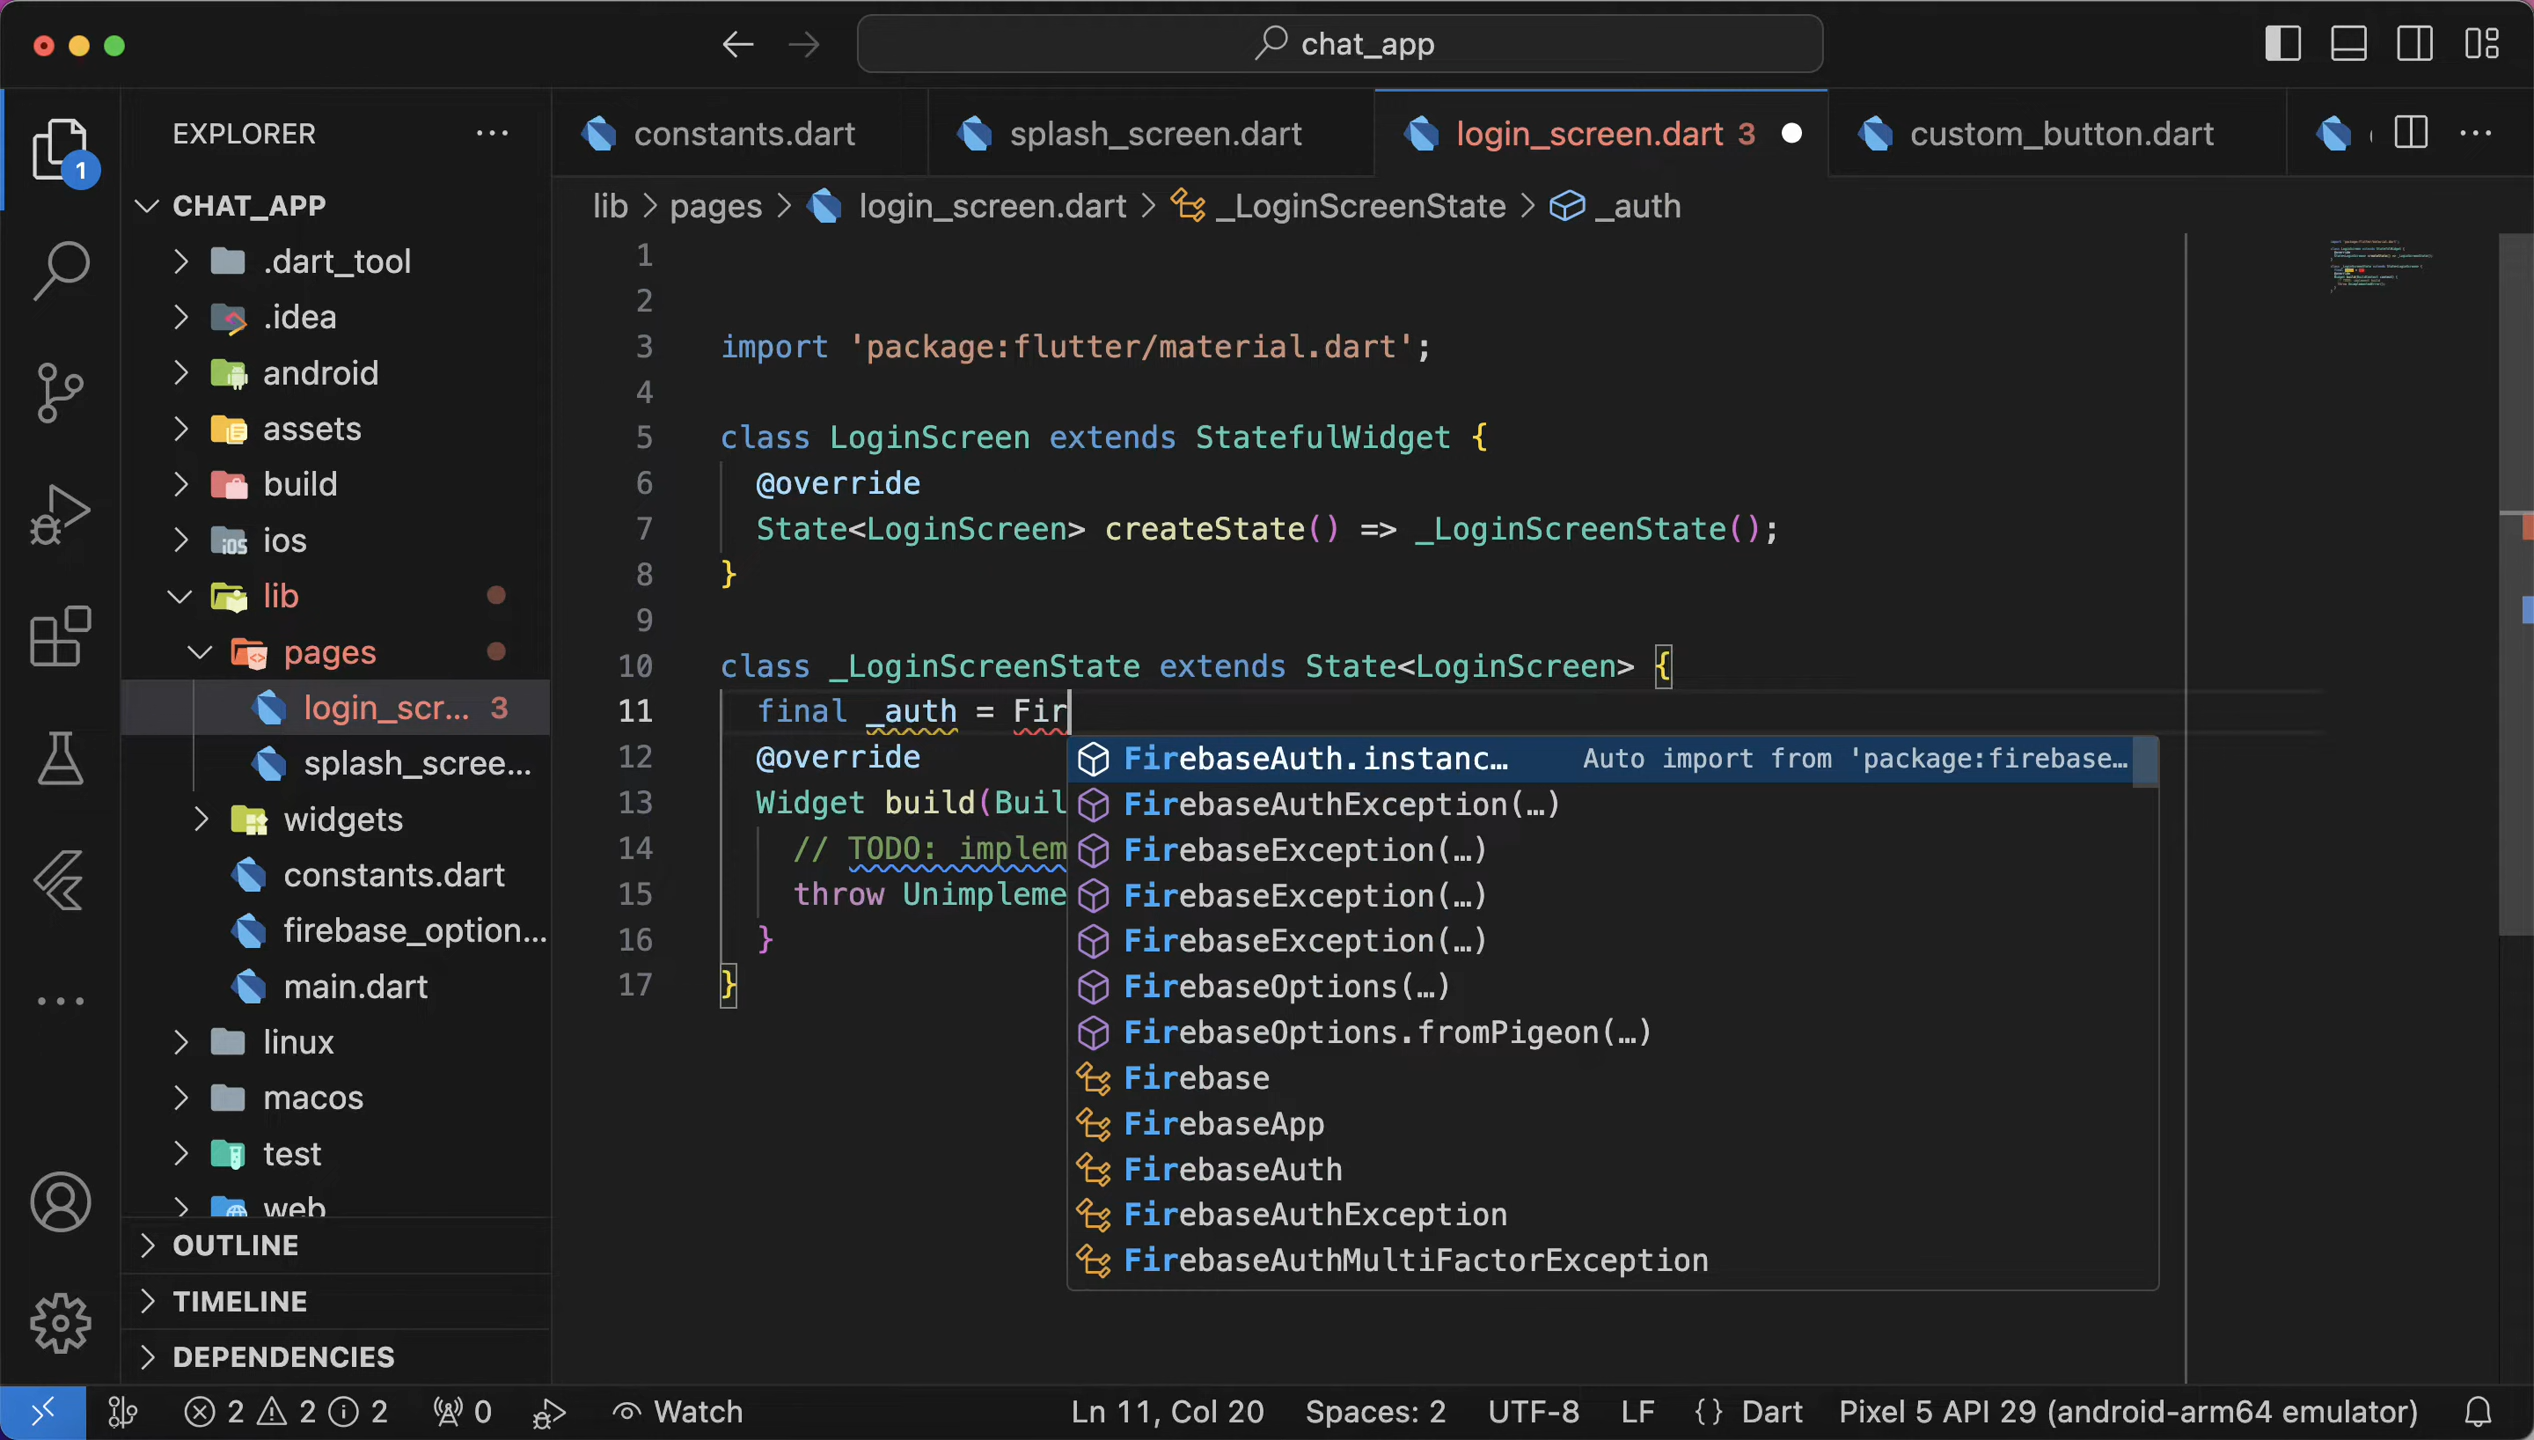 chat_app
EXPLORER
constants.dart
splash_screen.dart
login_screen.dart 3
custom_button.dart
1
CHAT_APP
lib > pages > login_screen.dart > _LoginScreenState > _auth
.dart_tool
.idea
android
assets
build
ios
lib
pages
login_scr... 3
splash_scree...
widgets
constants.dart
firebase_option...
main.dart
linux
macos
test
web
OUTLINE
TIMELINE
DEPENDENCIES
1
2
3 import 'package:flutter/material.dart';
4
5 class LoginScreen extends StatefulWidget {
6 @override
7 State<LoginScreen> createState() => _LoginScreenState();
8 }
9
10 class _LoginScreenState extends State<LoginScreen> {
11 final _auth = Fir
12 @override
13 Widget build(Buil
14 // TODO: implem
15 throw Unimpleme
16 }
17 }
FirebaseAuth.instanc… Auto import from 'package:firebase…
FirebaseAuthException(…)
FirebaseException(…)
FirebaseException(…)
FirebaseException(…)
FirebaseOptions(…)
FirebaseOptions.fromPigeon(…)
Firebase
FirebaseApp
FirebaseAuth
FirebaseAuthException
FirebaseAuthMultiFactorException
2 2 2 0 Watch Ln 11, Col 20 Spaces: 2 UTF-8 LF {} Dart Pixel 5 API 29 (android-arm64 emulator)